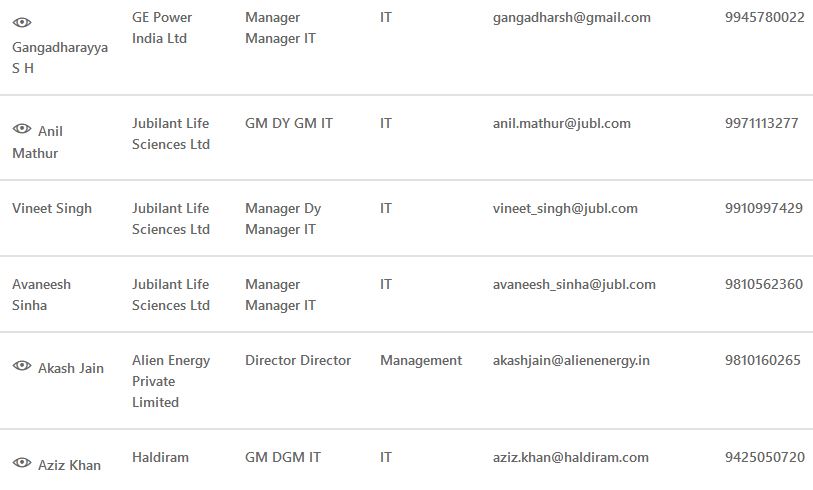 GE Power Manager IT gangadharsh@gmail.com 9945780022
India Ltd Manager IT
Gangadharayya
S H
Jubilant Life GM DY GM IT IT anil.mathur@jubl.com 9971113277
Anil
Sciences Ltd
Mathur
Vineet Singh Jubilant Life Manager Dy IT vineet_singh@jubl.com 9910997429
Sciences Ltd Manager IT
Avaneesh Jubilant Life Manager IT avaneesh_sinha@jubl.com 9810562360
Sinha Sciences Ltd Manager IT
Alien Energy Director Director Management akashjain@alienenergy.in 9810160265
Akash Jain
Private
Limited
Haldiram GM DGM IT IT aziz.khan@haldiram.com 9425050720
Aziz Khan